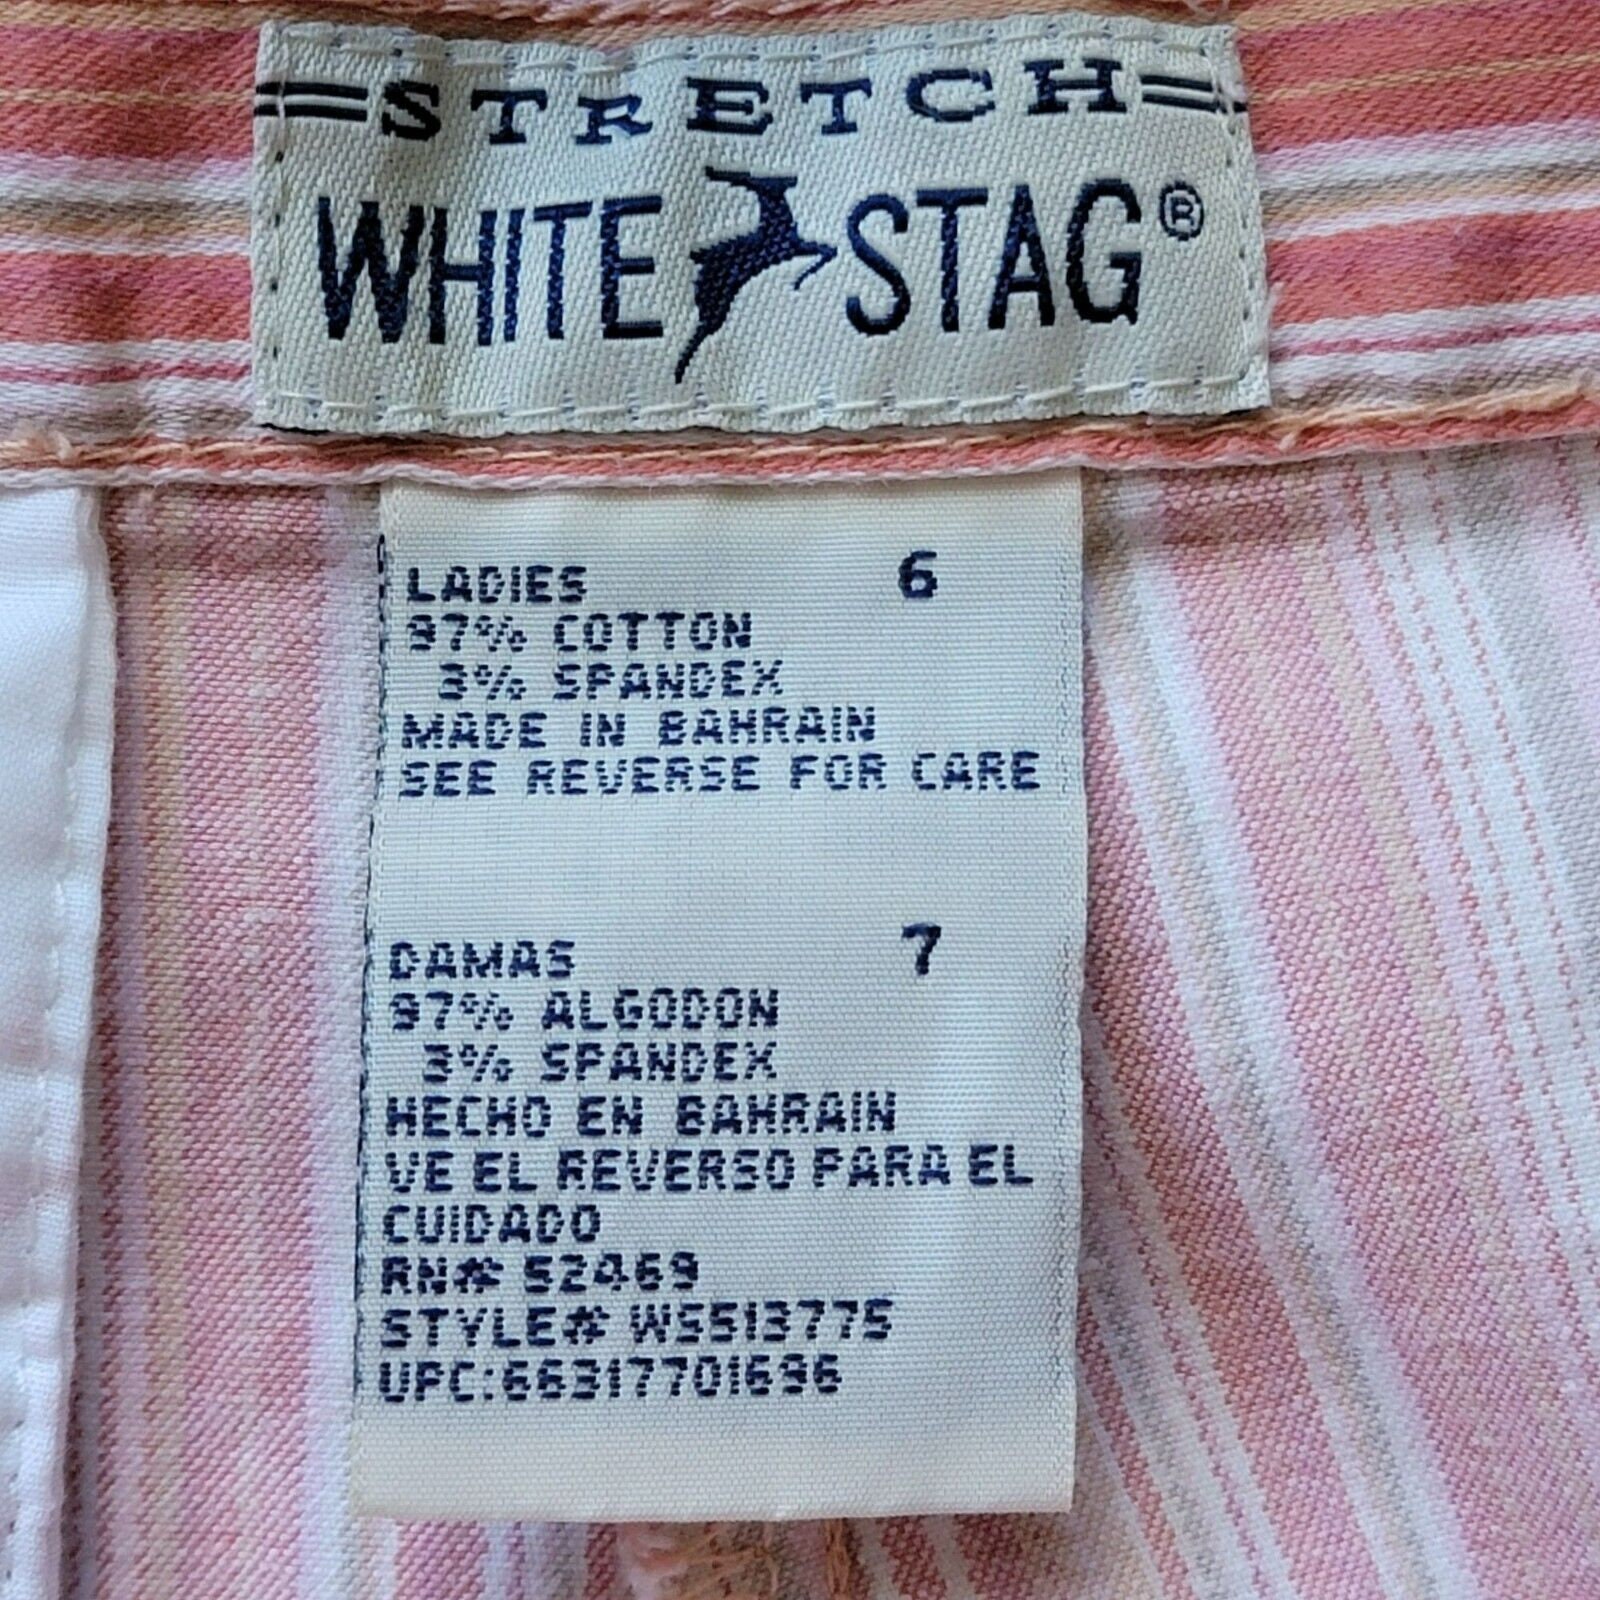 STRETCH
WHITE STAG®
LADIES 6
97% COTTON
3% SPANDEX
MADE IN BAHRAIN
SEE REVERSE FOR CARE
DAMAS 7
97% ALGODON
3% SPANDEX
HECHO EN BAHRAIN
VE EL REVERSO PARA EL
CUIDADO
RN# 52469
STYLE# WS513775
UPC:66317701696